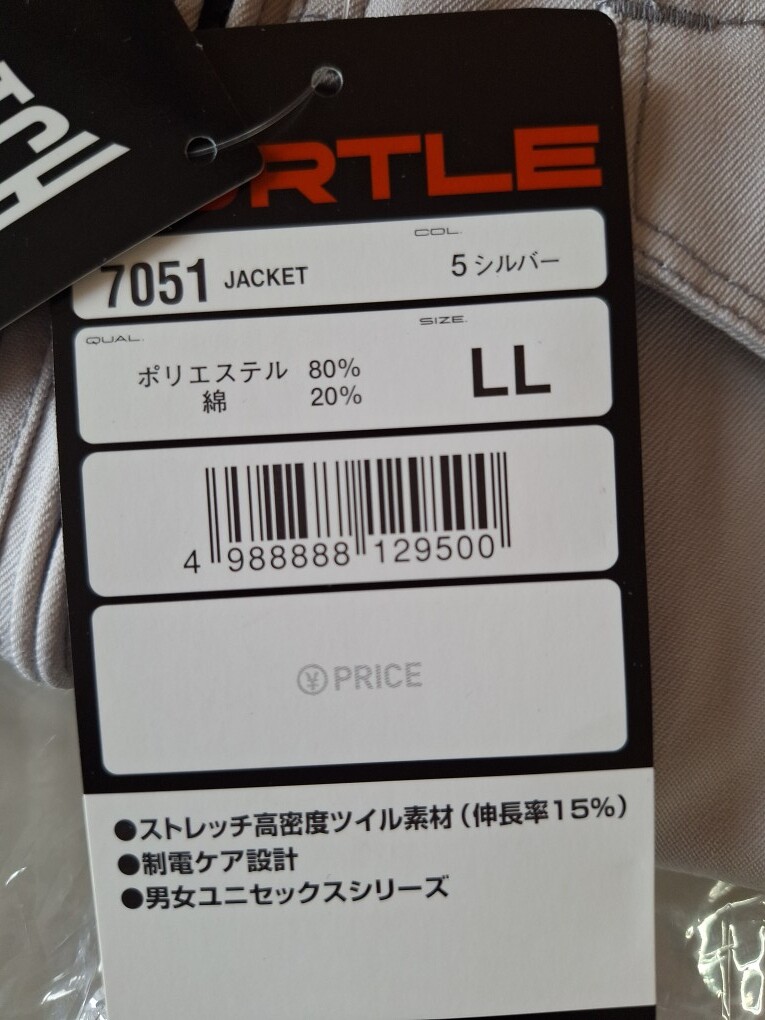 TCH
RTLE
COL.
7051 JACKET 5 シルバー
QUAL. SIZE.
ポリエステル 80% LL
綿 20%
4 988888 129500
¥ PRICE
●ストレッチ高密度ツイル素材(伸長率15%)
●制電ケア設計
●男女ユニセックスシリーズ